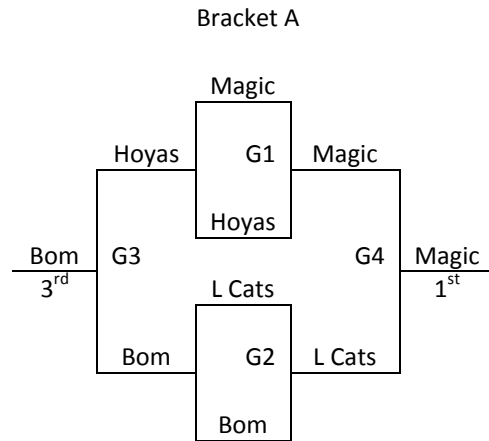 Bracket A
Magic
Hoyas G1 Magic
Hoyas
Bom G3 G4 Magic
3rd L Cats 1st
Bom G2 L Cats
Bom